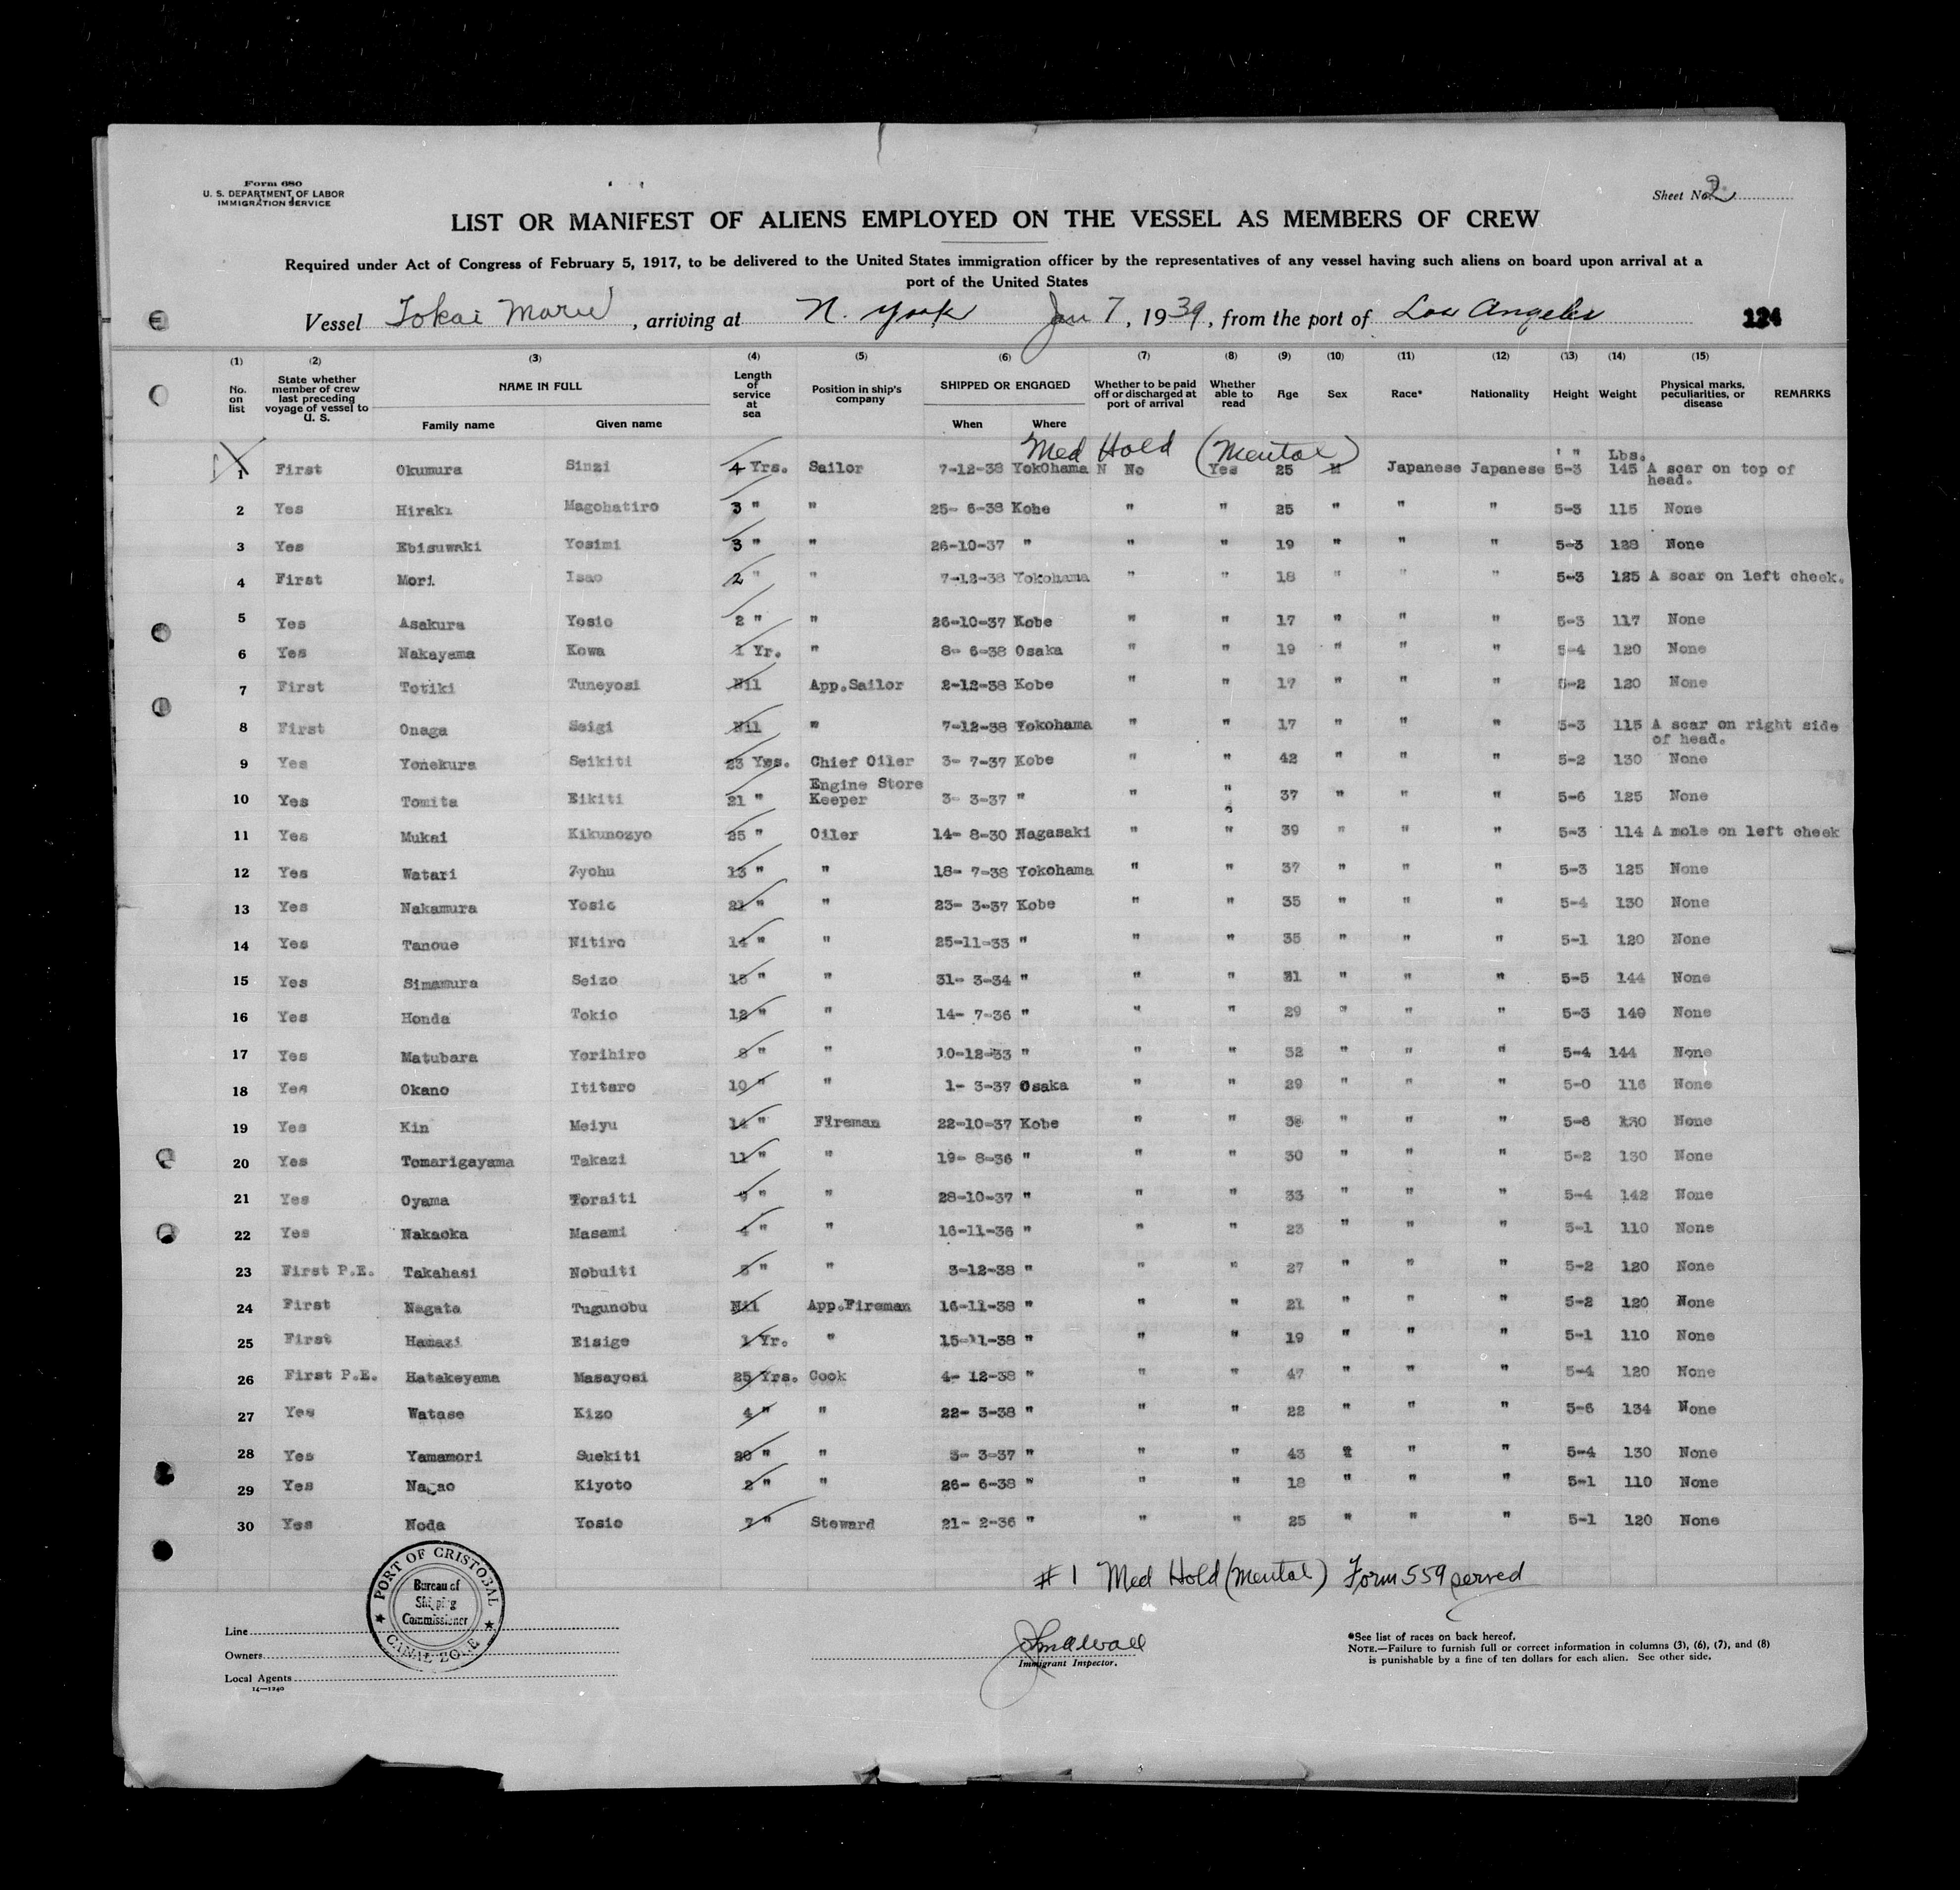 Form 680
U. S. DEPARTMENT OF LABOR
IMMIGRATION SERVICE
Sheet No. 2
LIST OR MANIFEST OF ALIENS EMPLOYED ON THE VESSEL AS MEMBERS OF CREW
Required under Act of Congress of February 5, 1917, to be delivered to the United States immigration officer by the representatives of any vessel having such aliens on board upon arrival at a
port of the United States
Vessel Tokai Maru, arriving at N. York Jan 7, 1939, from the port of Los Angeles 124
(1) (2) (3) (4) (5) (6) (7) (8) (9) (10) (11) (12) (13) (14) (15)
No. on list State whether member of crew last preceding voyage of vessel to U. S. NAME IN FULL Family name Given name Length of service at sea Position in ship's company SHIPPED OR ENGAGED When Where Whether to be paid off or discharged at port of arrival Whether able to read Age Sex Race* Nationality Height Weight Physical marks, peculiarities, or disease REMARKS
Med Hold (Mental)
' " Lbs.
1 First Okumura Sinzi 4 Yrs. Sailor 7-12-38 YokOhama N No Yes 25 M Japanese Japanese 5-3 145 A scar on top of
head.
2 Yes Hiraki Magohatiro 3 " " 25- 6-38 Kobe " " 25 " " " 5-3 115 None
3 Yes Ebisuwaki Yosimi 3 " " 26-10-37 " " " 19 " " " 5-3 128 None
4 First Mori Isao 2 " " 7-12-38 Yokohama " " 18 " " " 5-3 125 A scar on left cheek.
5 Yes Asakura Yosio 2 " " 26-10-37 Kobe " " 17 " " " 5-3 117 None
6 Yes Nakayama Kowa 1 Yr. " 8- 6-38 Osaka " " 19 " " " 5-4 120 None
7 First Totiki Tuneyosi Nil App.Sailor 2-12-38 Kobe " " 17 " " " 5-2 120 None
8 First Onaga Seigi Nil " 7-12-38 Yokohama " " 17 " " " 5-3 115 A scar on right side
of head.
9 Yes Yonekura Seikiti 23 Yrs. Chief Oiler 3- 7-37 Kobe " " 42 " " " 5-2 130 None
10 Yes Tomita Eikiti 21 " Engine Store Keeper 3- 3-37 " " " 37 " " " 5-6 125 None
11 Yes Mukai Kikunozyo 25 " Oiler 14- 8-30 Nagasaki " " 39 " " " 5-3 114 A mole on left cheek
12 Yes Watari Zyohu 13 " " 18- 7-38 Yokohama " " 37 " " " 5-3 125 None
13 Yes Nakamura Yosio 21 " " 23- 3-37 Kobe " " 35 " " " 5-4 130 None
14 Yes Tanoue Nitiro 14 " " 25-11-33 " " " 35 " " " 5-1 120 None
15 Yes Simamura Seizo 15 " " 31- 3-34 " " " 31 " " " 5-5 144 None
16 Yes Honda Tokio 12 " " 14- 7-36 " " " 29 " " " 5-3 140 None
17 Yes Matubara Yorihiro 8 " " 10-12-33 " " " 32 " " " 5-4 144 None
18 Yes Okano Ititaro 10 " " 1- 3-37 Osaka " " 29 " " " 5-0 116 None
19 Yes Kin Meiyu 14 " Fireman 22-10-37 Kobe " " 38 " " " 5-6 130 None
20 Yes Tomarigayama Takazi 11 " " 19- 8-36 " " " 30 " " " 5-2 130 None
21 Yes Oyama Toraiti 9 " " 28-10-37 " " " 33 " " " 5-4 142 None
22 Yes Nakaoka Masami 4 " " 16-11-36 " " " 23 " " " 5-1 110 None
23 First P.E. Takahasi Nobuiti " " 3-12-38 " " " 27 " " " 5-2 120 None
24 First Nagata Tugunobu Nil App.Fireman 16-11-38 " " " 21 " " " 5-2 120 None
25 First Hamazi Eisige 1 Yr. " 15-11-38 " " " 19 " " " 5-1 110 None
26 First P.E. Hatakeyama Masayosi 25 Yrs. Cook 4- 12-38 " " " 47 " " " 5-4 120 None
27 Yes Watase Kizo 4 " " 22- 3-38 " " " 22 " " " 5-6 134 None
28 Yes Yamamori Suekiti 20 " " 3- 3-37 " " " 43 " " " 5-4 130 None
29 Yes Nagao Kiyoto 2 " " 26- 6-38 " " " 18 " " " 5-1 110 None
30 Yes Noda Yosio 7 " Steward 21- 2-36 " " " 25 " " " 5-1 120 None
# 1 Med Hold (Mental) Form 559 served
PORT OF CRISTOBAL
Bureau of
Shipping
Commissioner
CANAL ZONE
Line
Owners
Local Agents
14—1240
Immigrant Inspector.
*See list of races on back hereof.
NOTE.—Failure to furnish full or correct information in columns (3), (6), (7), and (8)
is punishable by a fine of ten dollars for each alien. See other side.